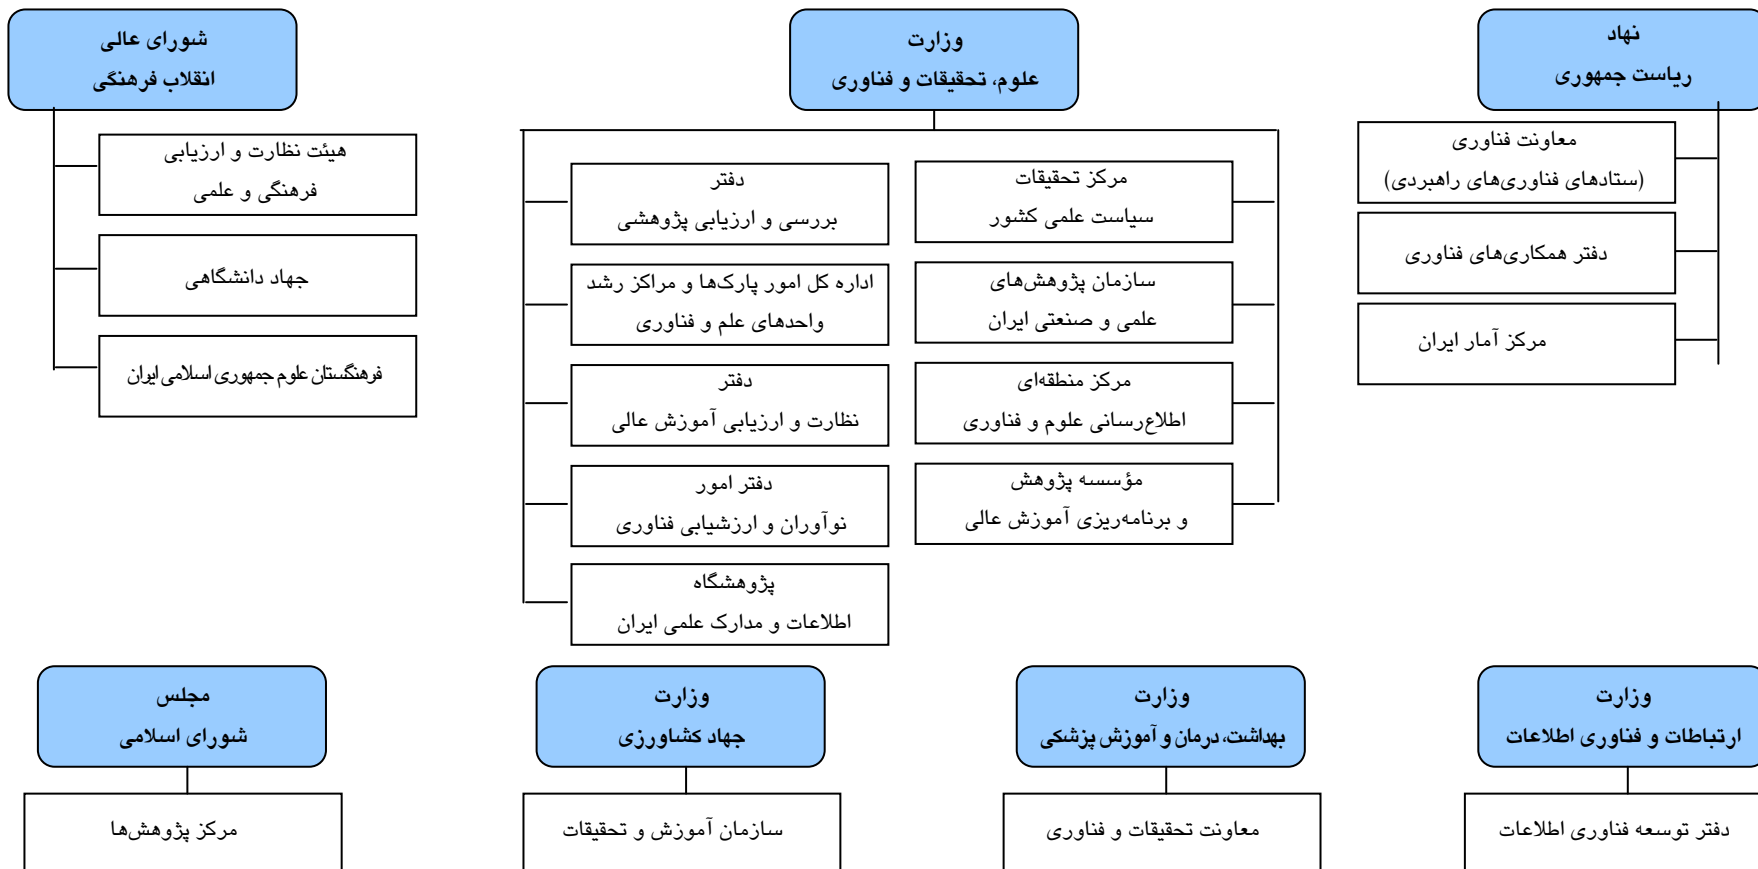 نهاد
ریاست جمهوری
معاونت فناوری
(ستادهای فناوری‌های راهبردی)
دفتر همکاری‌های فناوری
مرکز آمار ایران
وزارت
علوم، تحقیقات و فناوری
مرکز تحقیقات
سیاست علمی کشور
سازمان پژوهش‌های
علمی و صنعتی ایران
مرکز منطقه‌ای
اطلاع‌رسانی علوم و فناوری
مؤسسه پژوهش
و برنامه‌ریزی آموزش عالی
دفتر
بررسی و ارزیابی پژوهشی
اداره کل امور پارک‌ها و مراکز رشد
واحدهای علم و فناوری
دفتر
نظارت و ارزیابی آموزش عالی
دفتر امور
نوآوران و ارزشیابی فناوری
پژوهشگاه
اطلاعات و مدارک علمی ایران
شورای عالی
انقلاب فرهنگی
هیئت نظارت و ارزیابی
فرهنگی و علمی
جهاد دانشگاهی
فرهنگستان علوم جمهوری اسلامی ایران
وزارت
ارتباطات و فناوری اطلاعات
دفتر توسعه فناوری اطلاعات
وزارت
بهداشت، درمان و آموزش پزشکی
معاونت تحقیقات و فناوری
وزارت
جهاد کشاورزی
سازمان آموزش و تحقیقات
مجلس
شورای اسلامی
مرکز پژوهش‌ها